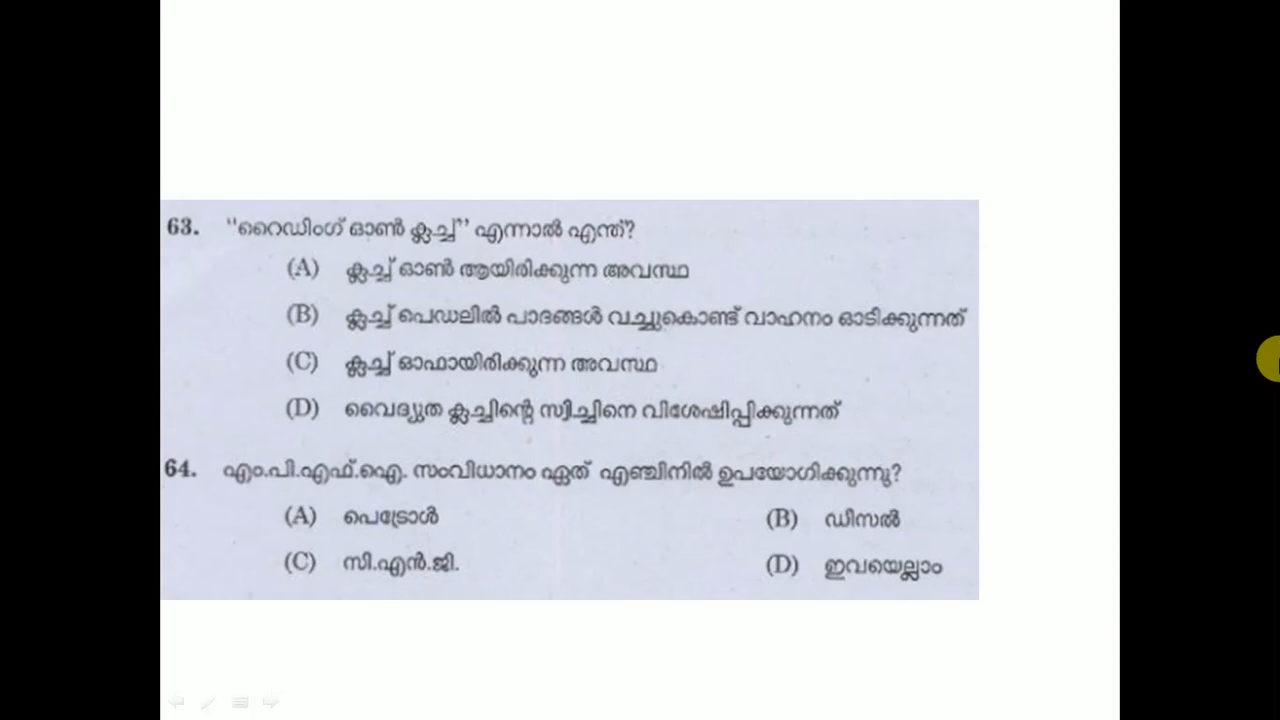 63. "റൈഡിംഗ് ഓൺ ക്ലച്ച്" എന്നാൽ എന്ത്?
(A) ക്ലച്ച് ഓൺ ആയിരിക്കുന്ന അവസ്ഥ
(B) ക്ലച്ച് പെഡലിൽ പാദങ്ങൾ വച്ചുകൊണ്ട് വാഹനം ഓടിക്കുന്നത്
(C) ക്ലച്ച് ഓഫായിരിക്കുന്ന അവസ്ഥ
(D) വൈദ്യുത ക്ലച്ചിന്റെ സ്വിച്ചിനെ വിശേഷിപ്പിക്കുന്നത്
64. എം.പി.എഫ്.ഐ. സംവിധാനം ഏത് എഞ്ചിനിൽ ഉപയോഗിക്കുന്നു?
(A) പെട്രോൾ (B) ഡീസൽ
(C) സി.എൻ.ജി. (D) ഇവയെല്ലാം